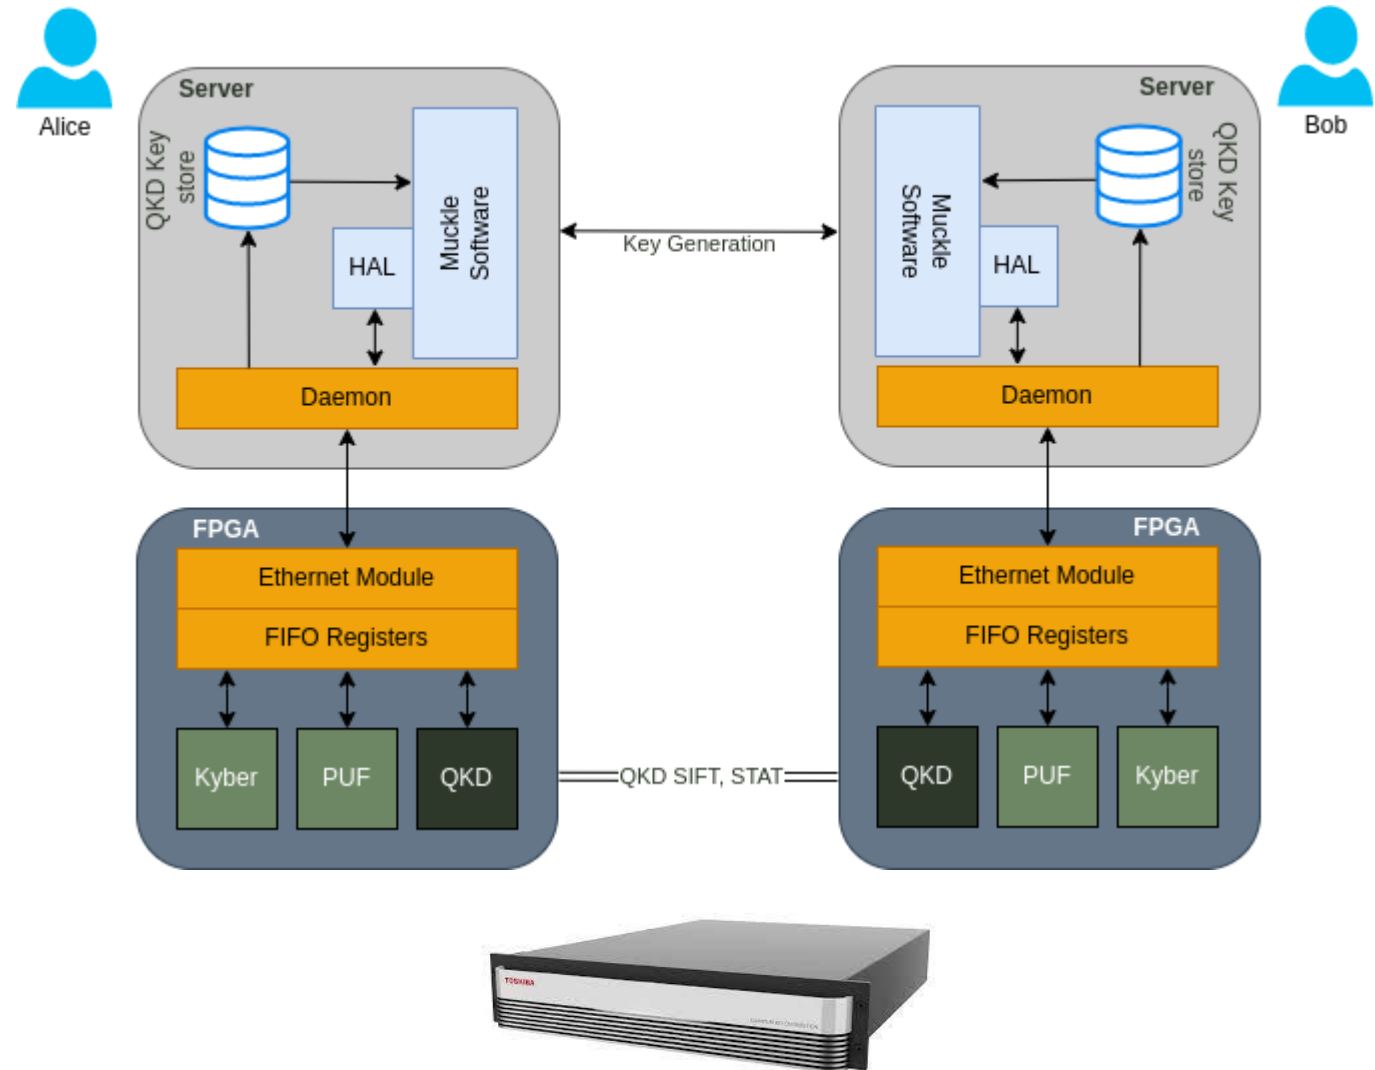 Alice
Server
QKD Key
store
Muckle
Software
HAL
Daemon
Key Generation
Server
Bob
QKD Key
store
Muckle
Software
HAL
Daemon
FPGA
Ethernet Module
FIFO Registers
Kyber
PUF
QKD
QKD SIFT, STAT
FPGA
Ethernet Module
FIFO Registers
QKD
PUF
Kyber
TOSHIBA